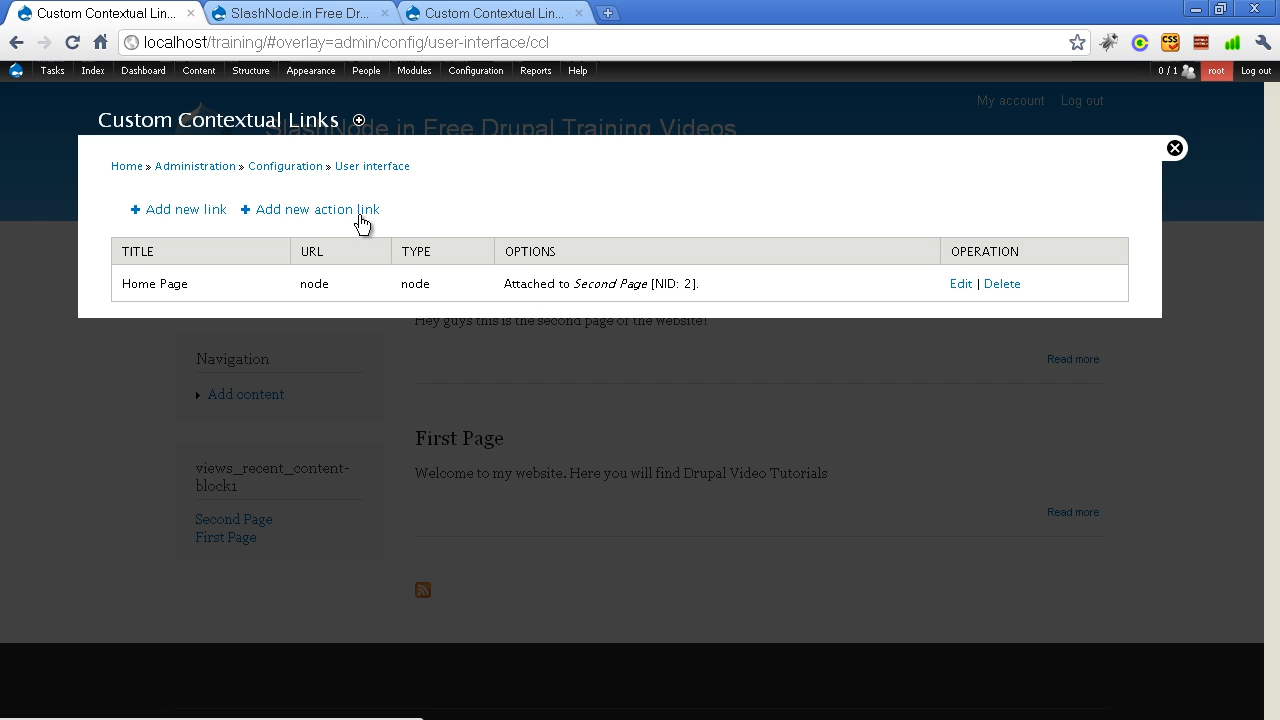 Custom Contextual Lin...
SlashNode.in Free Dr...
Custom Contextual Lin...
localhost/training/#overlay=admin/config/user-interface/ccl
Tasks Index Dashboard Content Structure Appearance People Modules Configuration Reports Help 0 / 1 root Log out
My account Log out
SlashNode.in Free Drupal Training Videos
Custom Contextual Links
Home » Administration » Configuration » User interface
Add new link Add new action link
TITLE URL TYPE OPTIONS OPERATION
Home Page node node Attached to Second Page [NID: 2]. Edit | Delete
Hey guys this is the second page of the website!
Read more
Navigation
Add content
First Page
Welcome to my website. Here you will find Drupal Video Tutorials
Read more
views_recent_content-
block1
Second Page
First Page